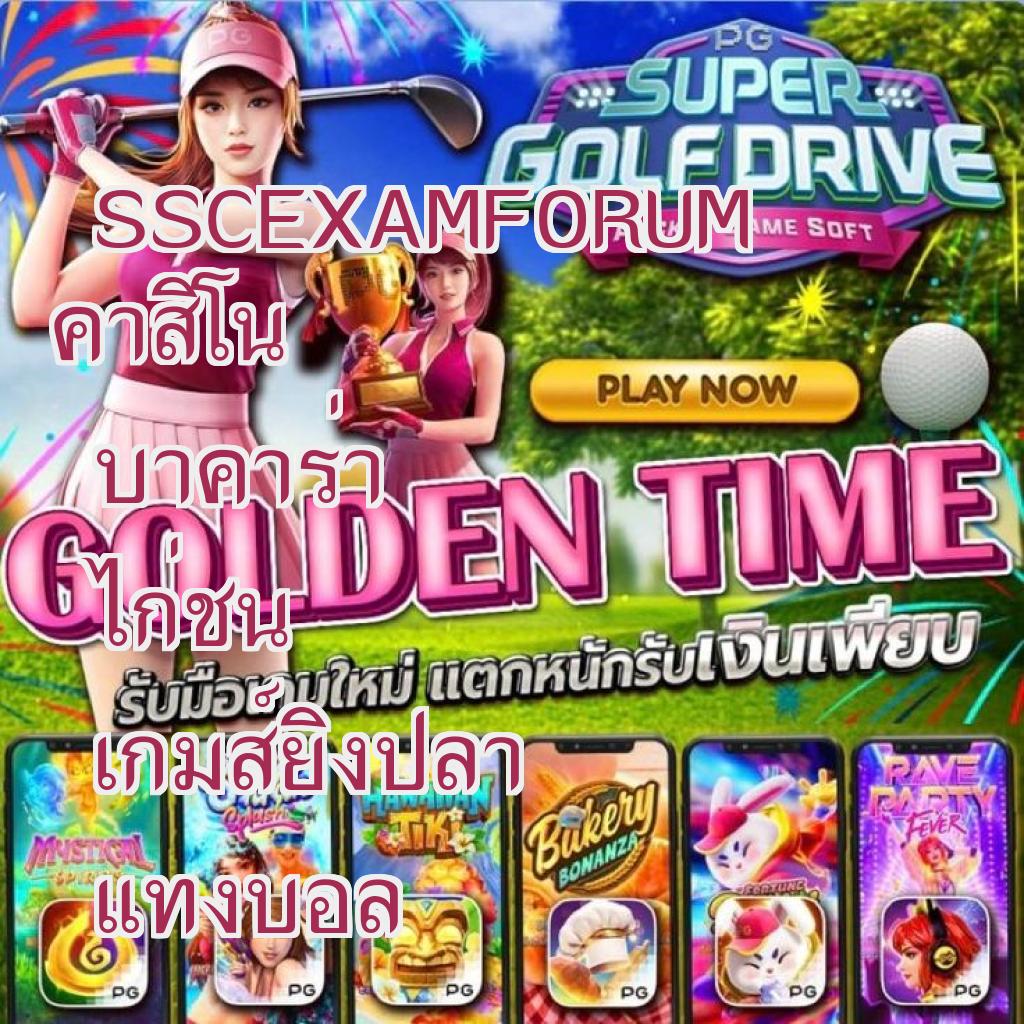 PG
PG
SUPER
GOLF DRIVE
SSCEXAMFORUM
GAME SOFT
คาสิโน
PLAY NOW
บาคาร่า
GOLDEN TIME
ไก่ชน
รับมือเกมใหม่ แตกหนักรับเงินเพียบ
เกมส์ยิงปลา
MYSTICAL
SPIRITS
Splash
HAWAIIAN
TIKI
Bakery
BONANZA
FORTUNE
RAVE
PARTY
FEVER
แทงบอล
PG
PG
PG
PG
PG